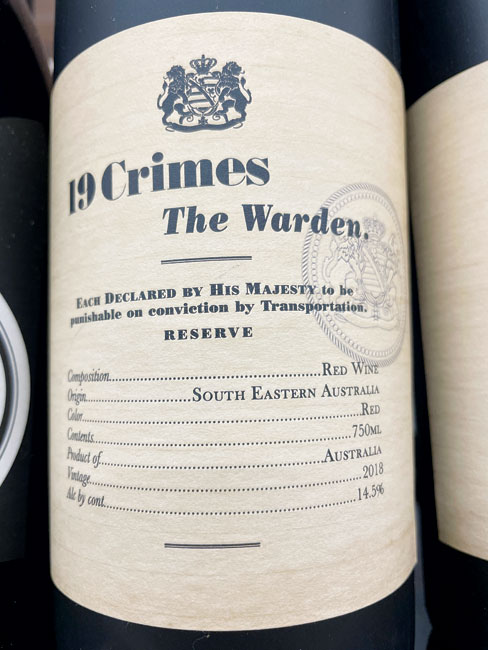 19 Crimes
The Warden.
EACH DECLARED BY HIS MAJESTY to be
punishable on conviction by Transportation.
RESERVE
Composition........RED WINE
Origin........SOUTH EASTERN AUSTRALIA
Color........RED
Contents........750ML
Product of........AUSTRALIA
Vintage........2018
Alc by cont.........14.5%